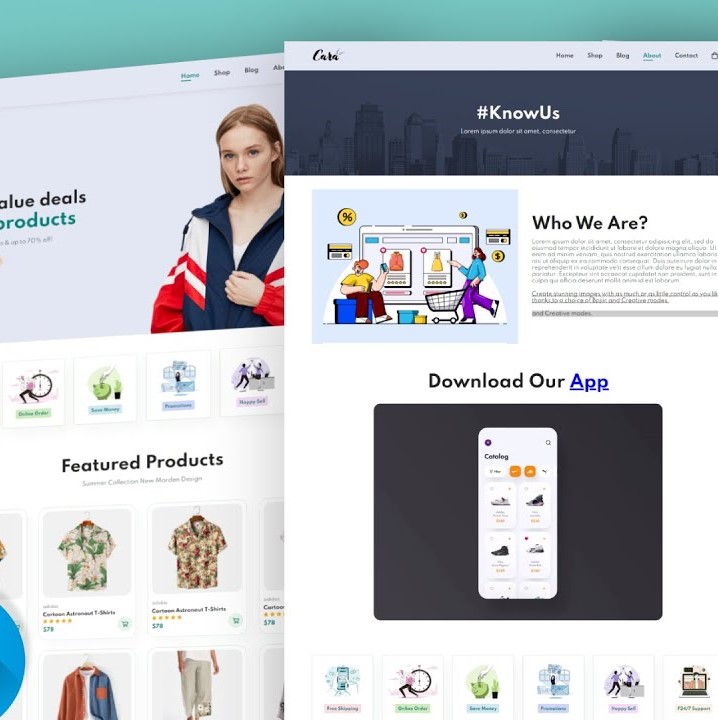 Home Shop Blog Ab
alue deals
products
s & up to 70% off!
Online Order
Save Money
Promotions
Happy Sell
Featured Products
Summer Collection New Morden Design
adidas
Cartoon Astronaut T-Shirts
$78
adidas
Cartoon Astronaut T-Shirts
$78
adidas
Cartoo
$78
Cara
Home Shop Blog About Contact
#KnowUs
Lorem ipsum dolor sit amet, consectetur
%
$
Who We Are?
Lorem ipsum dolor sit amet, consectetur adipisicing elit, sed do
eiusmod tempor incididunt ut labore et dolore magna aliqua. Ut
enim ad minim veniam, quis nostrud exercitation ullamco laboris
nisi ut aliquip ex ea commodo consequat. Duis aute irure dolor in
reprehenderit in voluptate velit esse cillum dolore eu fugiat nulla
pariatur. Excepteur sint occaecat cupidatat non proident, sunt in
culpa qui officia deserunt mollit anim id est laborum
Create stunning images with as much or as little control as you like
thanks to a choice of Basic and Creative modes.
and Creative modes.
Download Our App
Catalog
Free Shipping
Online Order
Save Money
Promotions
Happy Sell
F24/7 Support